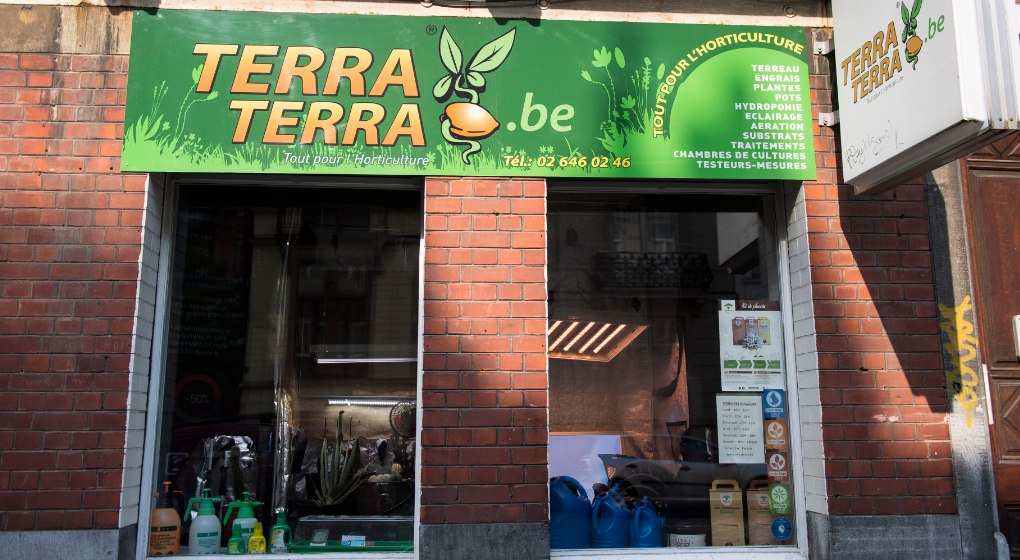 TERRA
TERRA
®
.be
Tout pour l'Horticulture
Tél.: 02 646 02 46
TOUT POUR L'HORTICULTURE
TERREAU
ENGRAIS
PLANTES
POTS
HYDROPONIE
ECLAIRAGE
AERATION
SUBSTRATS
TRAITEMENTS
CHAMBRES DE CULTURES
TESTEURS-MESURES
TERRA
TERRA
.be
-50%